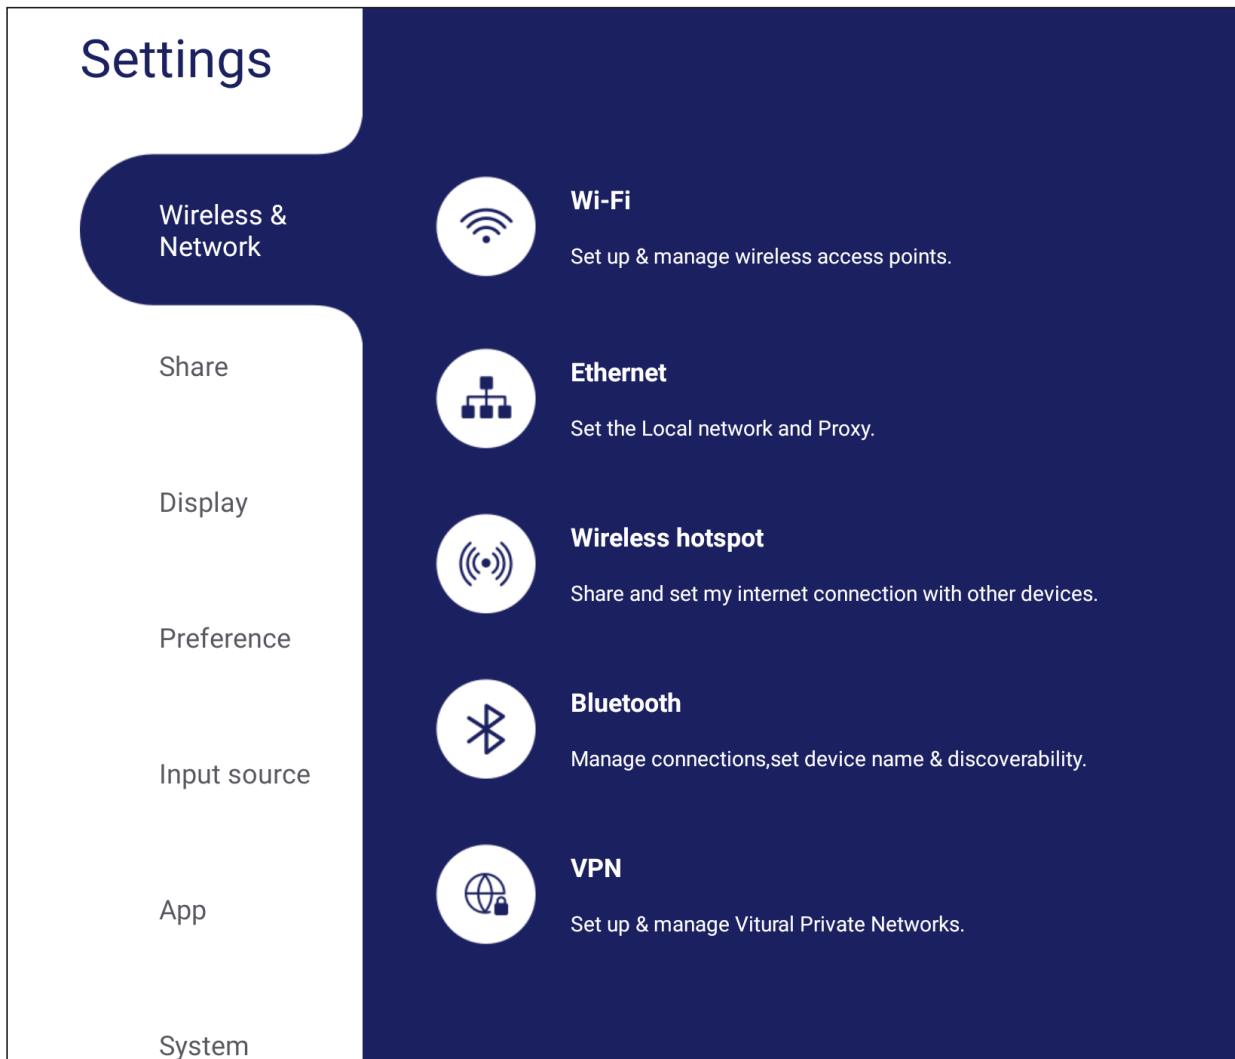 Settings
Wireless &
Network
Share
Display
Preference
Input source
App
System
Wi-Fi
Set up & manage wireless access points.
Ethernet
Set the Local network and Proxy.
Wireless hotspot
Share and set my internet connection with other devices.
Bluetooth
Manage connections,set device name & discoverability.
VPN
Set up & manage Vitural Private Networks.